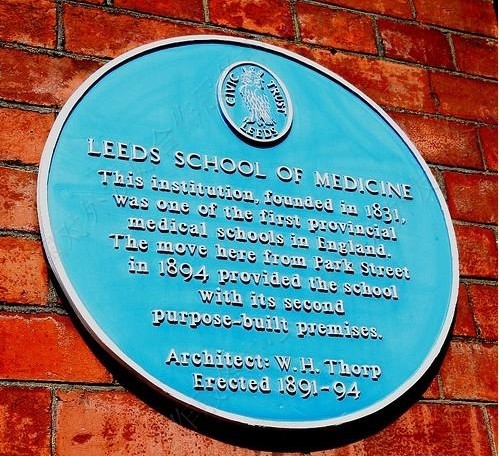 CIVIC TRUST
LEEDS
LEEDS SCHOOL OF MEDICINE
This institution, founded in 1831,
was one of the first provincial
medical schools in England.
The move here from Park Street
in 1894 provided the school
with its second
purpose-built premises.
Architect: W. H. Thorp
Erected 1891-94